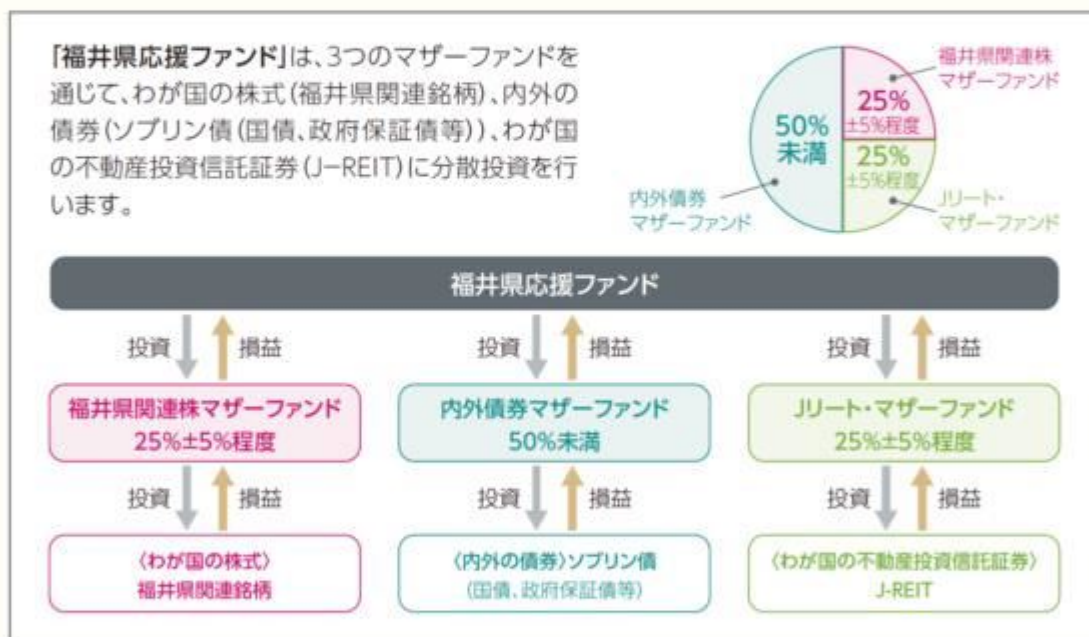 「福井県応援ファンド」は、3つのマザーファンドを
通じて、わが国の株式(福井県関連銘柄)、内外の
債券(ソブリン債(国債、政府保証債等))、わが国
の不動産投資信託証券(J−REIT)に分散投資を行
います。
福井県関連株
マザーファンド
25%
±5%程度
50%
未満
25%
±5%程度
内外債券
マザーファンド
Jリート・
マザーファンド
福井県応援ファンド
投資 損益 投資 損益 投資 損益
福井県関連株マザーファンド
25%±5%程度
内外債券マザーファンド
50%未満
Jリート・マザーファンド
25%±5%程度
投資 損益 投資 損益 投資 損益
〈わが国の株式〉
福井県関連銘柄
〈内外の債券〉ソブリン債
(国債、政府保証債等)
〈わが国の不動産投資信託証券〉
J-REIT